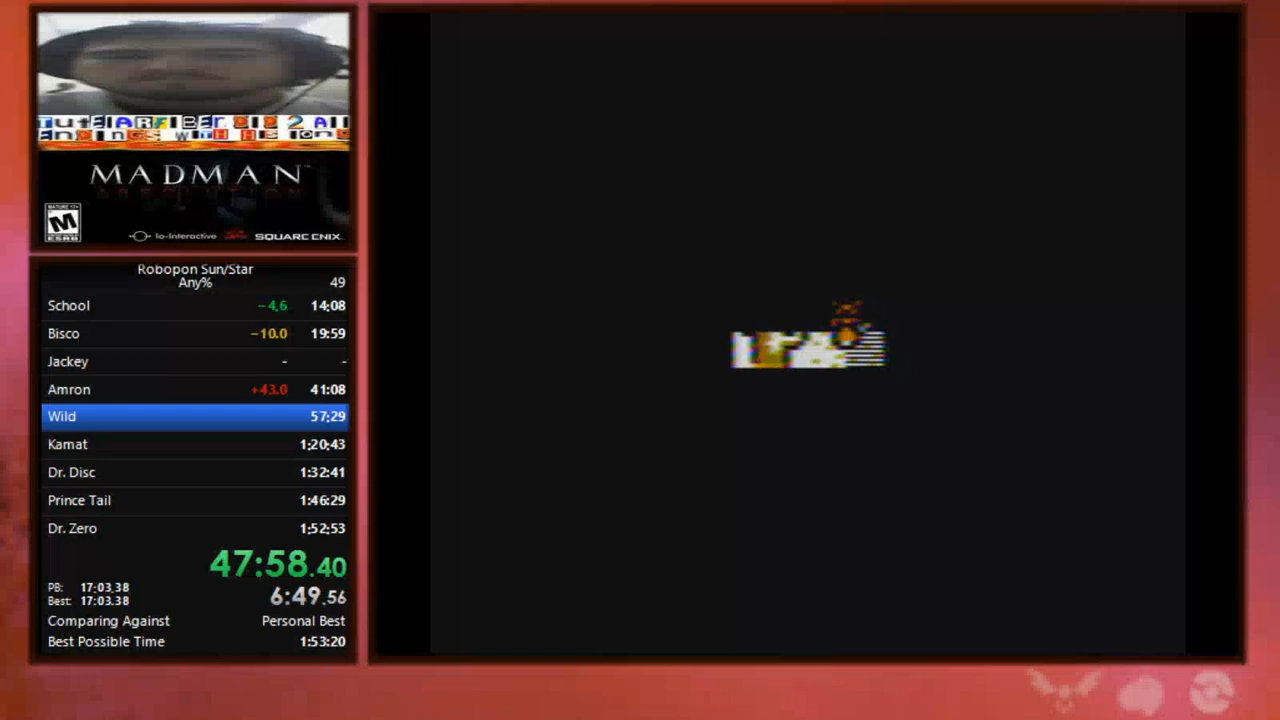 MADMAN
MATURE 17+
M
ESRB
Io-Interactive
SQUARE ENIX
Robopon Sun/Star
Any% 49
School -4.6 14:08
Bisco -10.0 19:59
Jackey - -
Amron +43.0 41:08
Wild 57:29
Kamat 1:20:43
Dr. Disc 1:32:41
Prince Tail 1:46:29
Dr. Zero 1:52:53
47:58.40
PB: 17:03.38 6:49.56
Best: 17:03.38
Comparing Against Personal Best
Best Possible Time 1:53:20